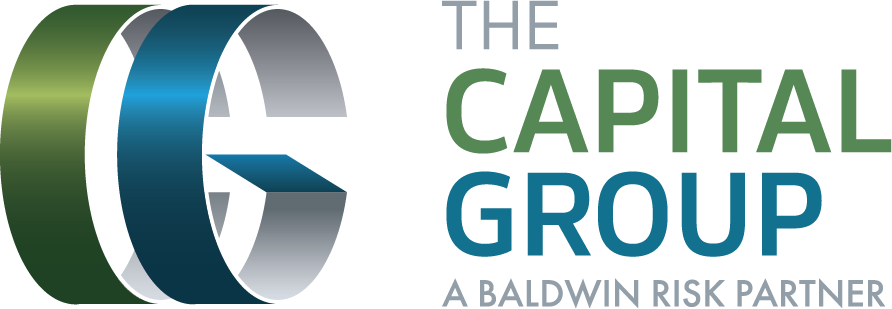 THE
CAPITAL
GROUP
A BALDWIN RISK PARTNER